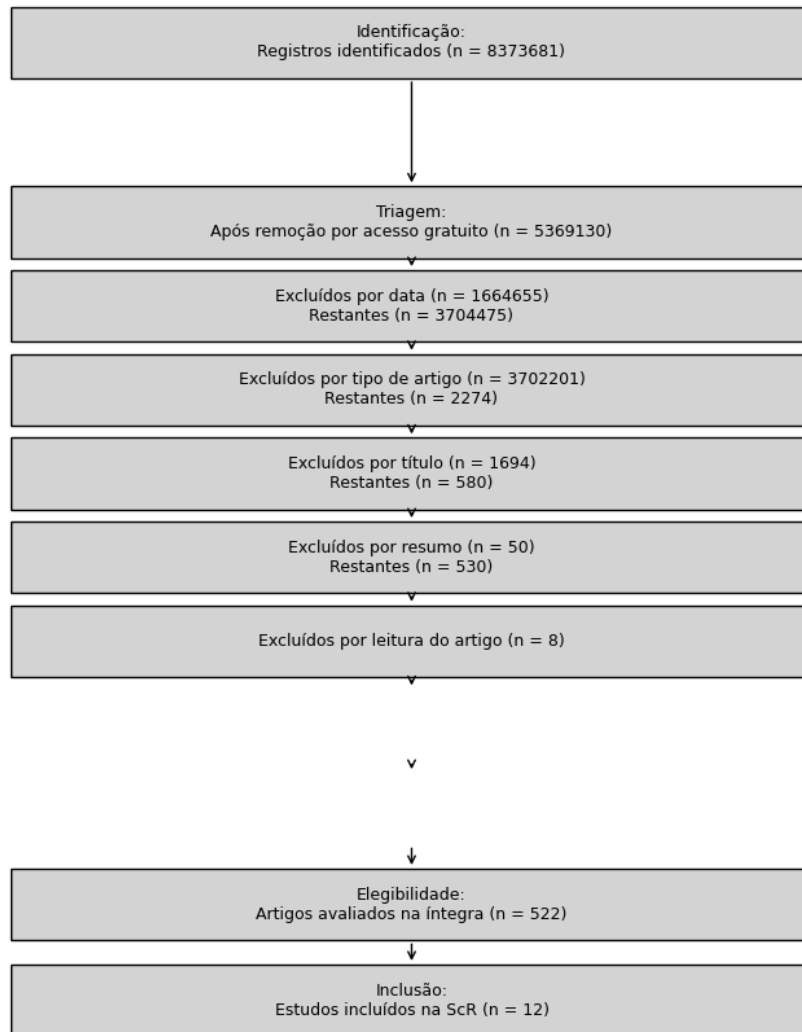 Identificação:
Registros identificados (n = 8373681)
Triagem:
Após remoção por acesso gratuito (n = 5369130)
Excluídos por data (n = 1664655)
Restantes (n = 3704475)
Excluídos por tipo de artigo (n = 3702201)
Restantes (n = 2274)
Excluídos por título (n = 1694)
Restantes (n = 580)
Excluídos por resumo (n = 50)
Restantes (n = 530)
Excluídos por leitura do artigo (n = 8)
Elegibilidade:
Artigos avaliados na íntegra (n = 522)
Inclusão:
Estudos incluídos na ScR (n = 12)